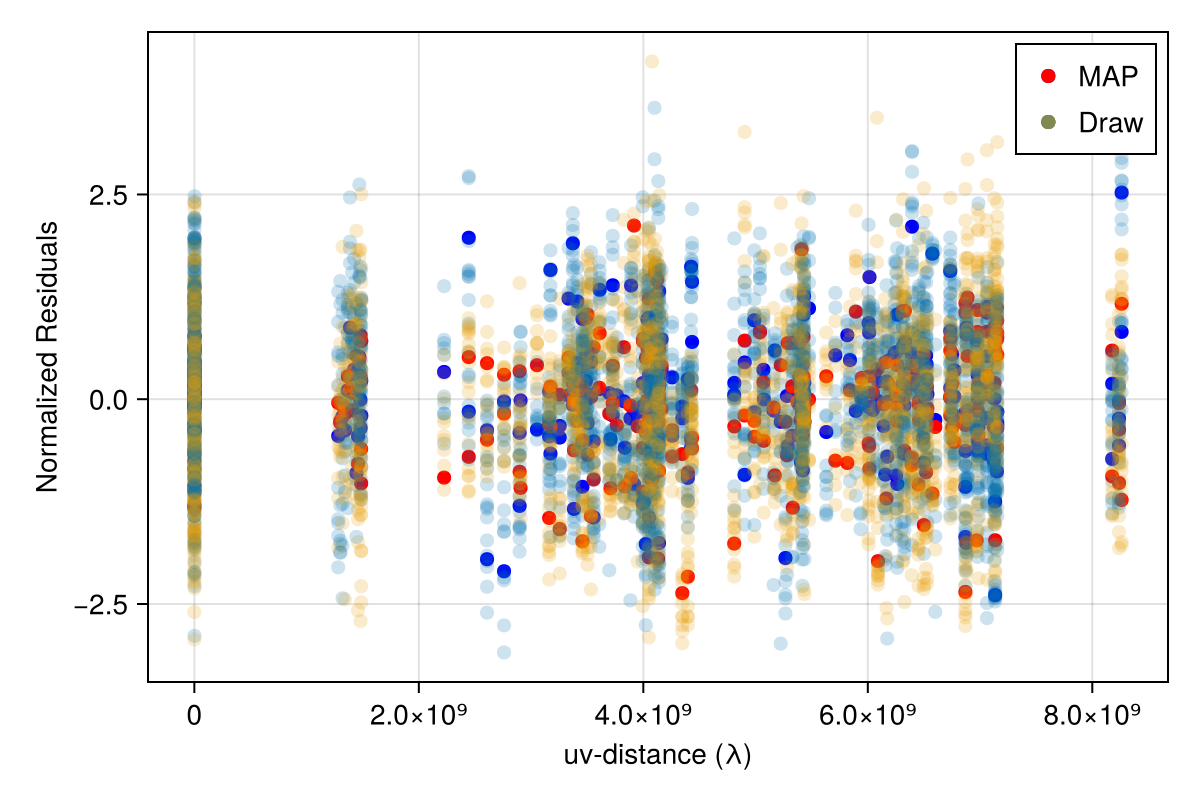 MAP
Draw
Normalized Residuals
2.5
0.0
−2.5
0
2.0×10⁹
4.0×10⁹
6.0×10⁹
8.0×10⁹
uv-distance (λ)